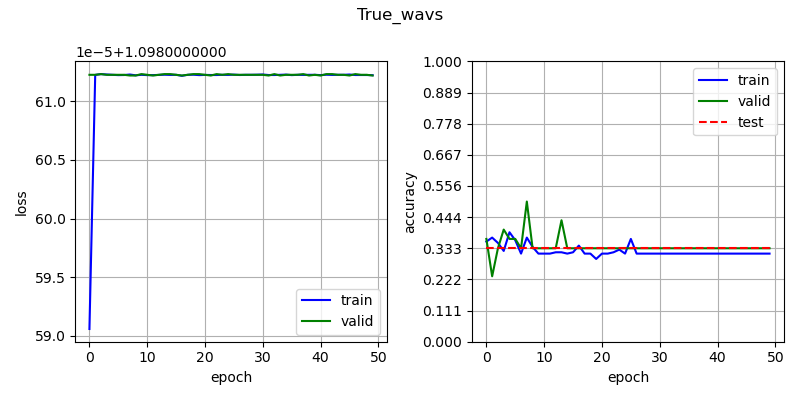 True_wavs
1e−5+1.0980000000
61.0
60.5
60.0
59.5
59.0
loss
0 10 20 30 40 50
epoch
train
valid
1.000
0.889
0.778
0.667
0.556
0.444
0.333
0.222
0.111
0.000
accuracy
0 10 20 30 40 50
epoch
train
valid
test